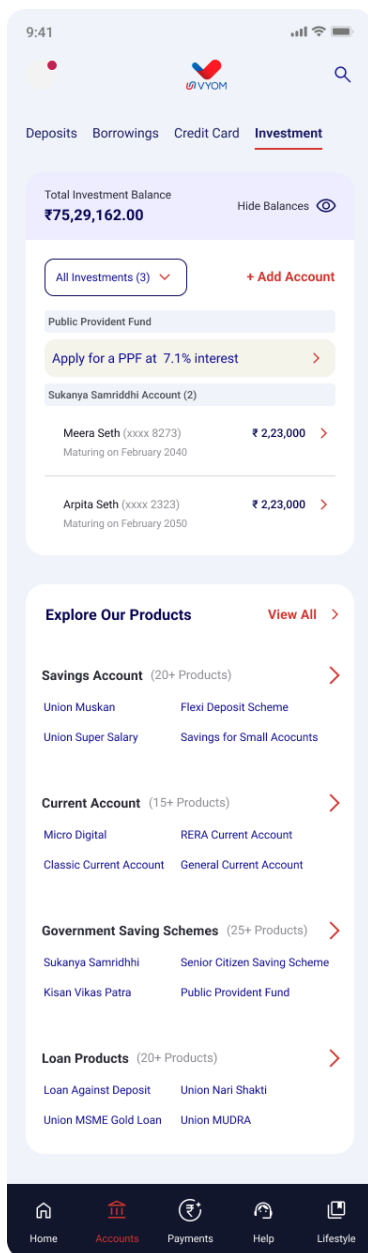 9:41
VYOM
Deposits Borrowings Credit Card Investment
Total Investment Balance
₹75,29,162.00
Hide Balances
All Investments (3)
+ Add Account
Public Provident Fund
Apply for a PPF at 7.1% interest
Sukanya Samriddhi Account (2)
Meera Seth (xxxx 8273) ₹ 2,23,000
Maturing on February 2040
Arpita Seth (xxxx 2323) ₹ 2,23,000
Maturing on February 2050
Explore Our Products View All
Savings Account (20+ Products)
Union Muskan Flexi Deposit Scheme
Union Super Salary Savings for Small Acocunts
Current Account (15+ Products)
Micro Digital RERA Current Account
Classic Current Account General Current Account
Government Saving Schemes (25+ Products)
Sukanya Samridhhi Senior Citizen Saving Scheme
Kisan Vikas Patra Public Provident Fund
Loan Products (20+ Products)
Loan Against Deposit Union Nari Shakti
Union MSME Gold Loan Union MUDRA
Home Accounts Payments Help Lifestyle